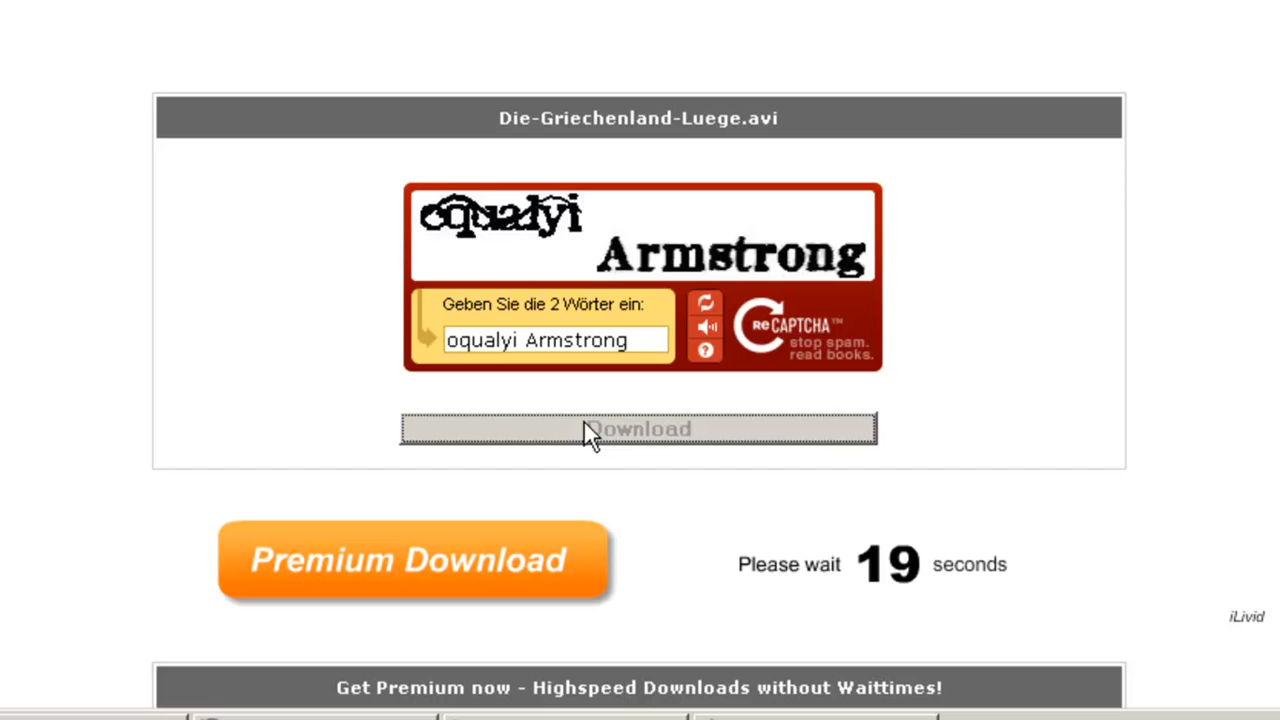 Die-Griechenland-Luege.avi
oqualyi
Armstrong
Geben Sie die 2 Wörter ein:
oqualyi Armstrong
ReCAPTCHA™
stop spam.
read books.
Download
Premium Download
Please wait 19 seconds
iLivid
Get Premium now - Highspeed Downloads without Waittimes!